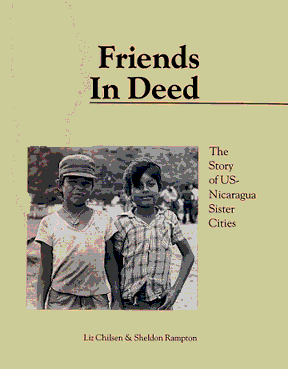 Friends
In Deed
The
Story
of US-
Nicaragua
Sister
Cities
Liz Chilsen & Sheldon Rampton